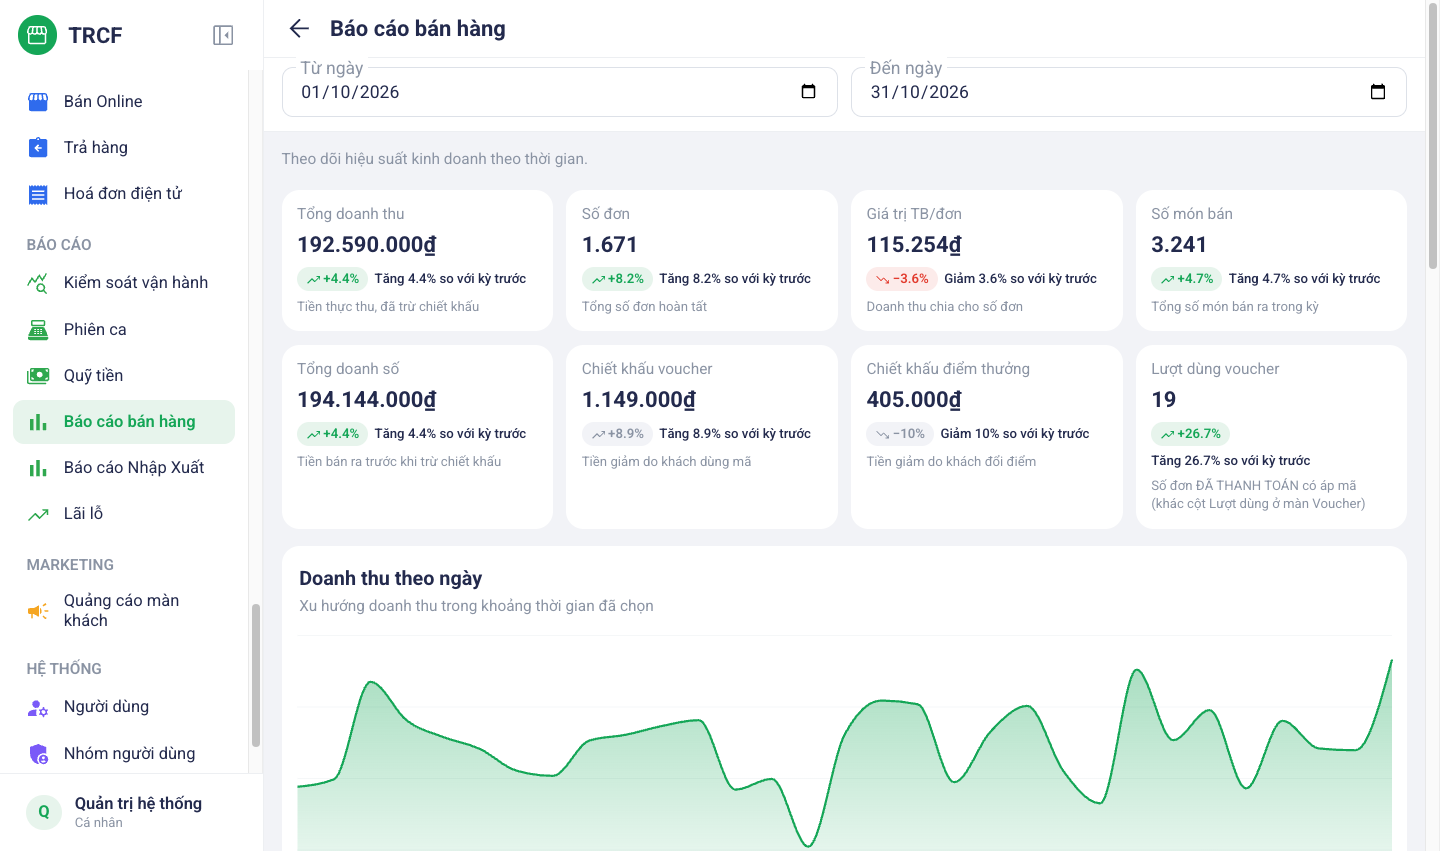 TRCF
Bán Online
Trả hàng
Hoá đơn điện tử
BÁO CÁO
Kiểm soát vận hành
Phiên ca
Quỹ tiền
Báo cáo bán hàng
Báo cáo Nhập Xuất
Lãi lỗ
MARKETING
Quảng cáo màn
khách
HỆ THỐNG
Người dùng
Nhóm người dùng
Q
Quản trị hệ thống
Cá nhân
Báo cáo bán hàng
Từ ngày
01/10/2026
Đến ngày
31/10/2026
Theo dõi hiệu suất kinh doanh theo thời gian.
Tổng doanh thu
192.590.000₫
+4.4% Tăng 4.4% so với kỳ trước
Tiền thực thu, đã trừ chiết khấu
Số đơn
1.671
+8.2% Tăng 8.2% so với kỳ trước
Tổng số đơn hoàn tất
Giá trị TB/đơn
115.254₫
−3.6% Giảm 3.6% so với kỳ trước
Doanh thu chia cho số đơn
Số món bán
3.241
+4.7% Tăng 4.7% so với kỳ trước
Tổng số món bán ra trong kỳ
Tổng doanh số
194.144.000₫
+4.4% Tăng 4.4% so với kỳ trước
Tiền bán ra trước khi trừ chiết khấu
Chiết khấu voucher
1.149.000₫
+8.9% Tăng 8.9% so với kỳ trước
Tiền giảm do khách dùng mã
Chiết khấu điểm thưởng
405.000₫
−10% Giảm 10% so với kỳ trước
Tiền giảm do khách đổi điểm
Lượt dùng voucher
19
+26.7%
Tăng 26.7% so với kỳ trước
Số đơn ĐÃ THANH TOÁN có áp mã
(khác cột Lượt dùng ở màn Voucher)
Doanh thu theo ngày
Xu hướng doanh thu trong khoảng thời gian đã chọn